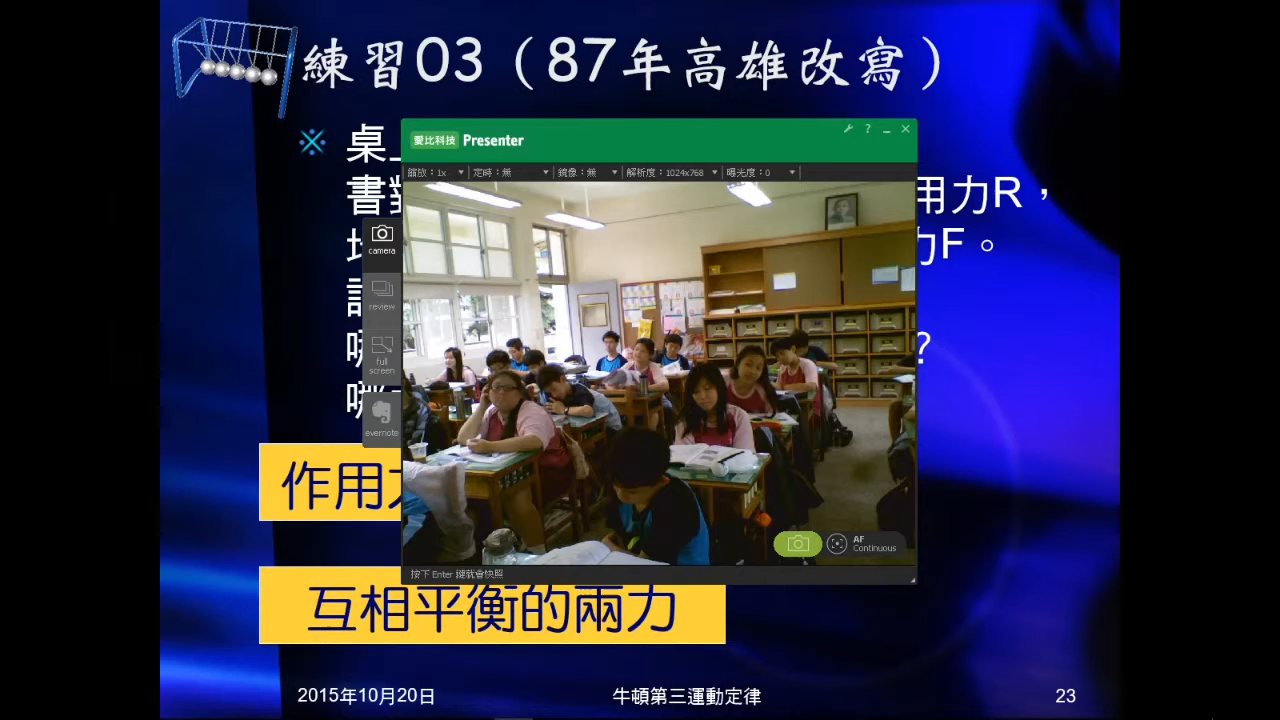 練習03（87年高雄改寫）
※ 桌
書對 用力R，
力F。
？
作用
互相平衡的兩力
愛比科技 Presenter
縮放：1x 定時：無 鏡像：無 解析度：1024x768 曝光度：0
camera
review
full
screen
evernote
AF
Continuous
按下 Enter 鍵就會快照
2015年10月20日 牛頓第三運動定律 23